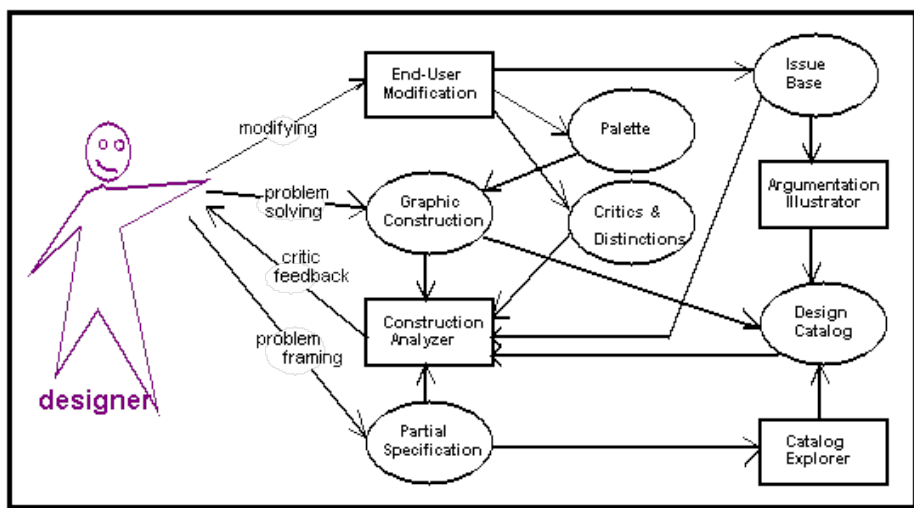 End-User
Modification
Issue
Base
modifying
Palette
problem
solving
Graphic
Construction
Critics &
Distinctions
Argumentation
Illustrator
critic
feedback
Construction
Analyzer
Design
Catalog
problem
framing
designer
Partial
Specification
Catalog
Explorer